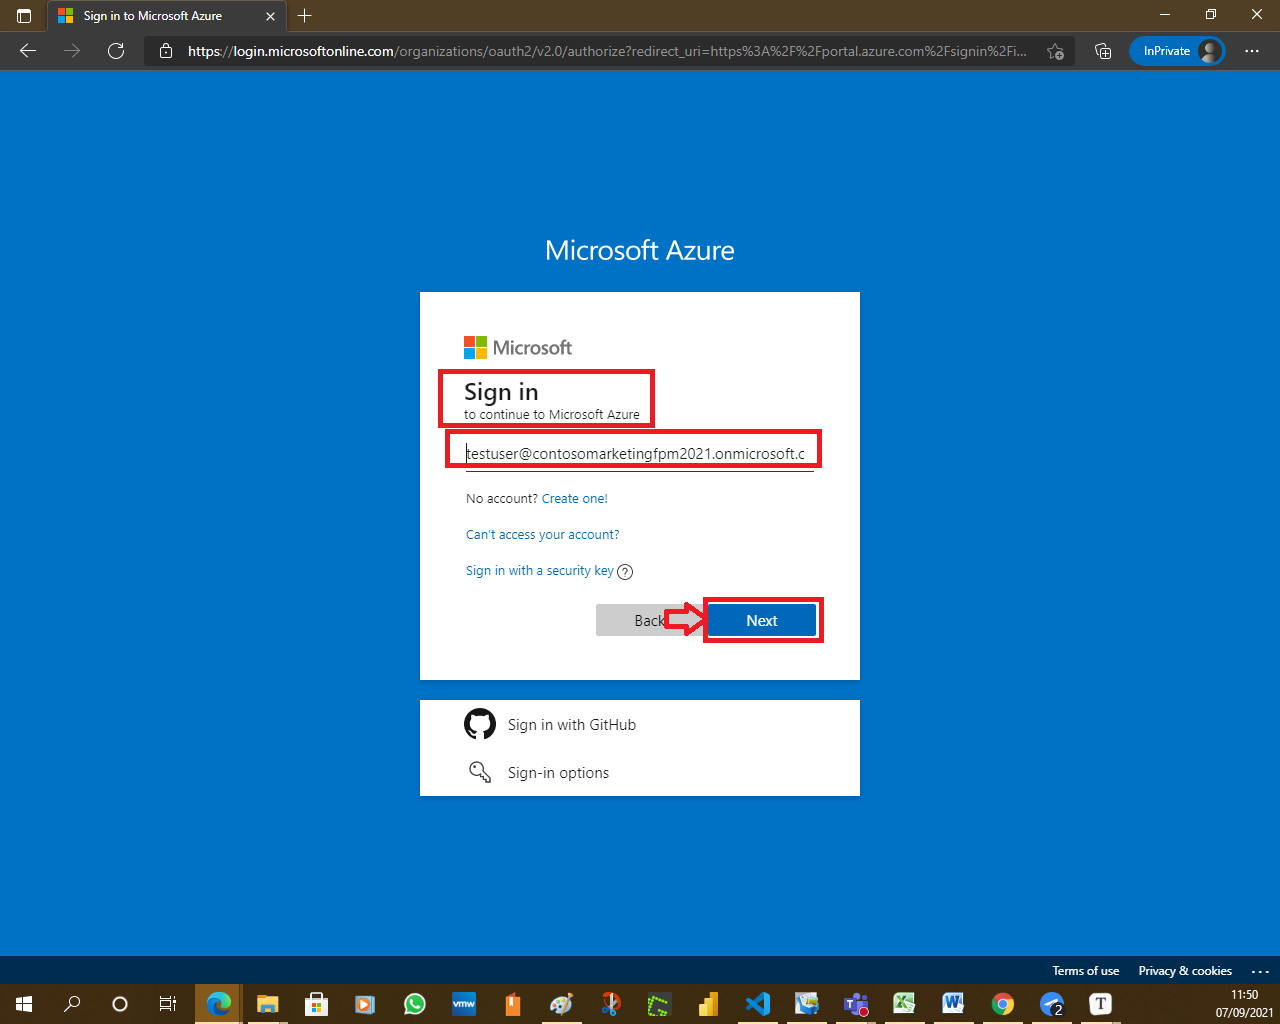 Sign in to Microsoft Azure
https://login.microsoftonline.com/organizations/oauth2/v2.0/authorize?redirect_uri=https%3A%2F%2Fportal.azure.com%2Fsignin%2Fi...
InPrivate
Microsoft Azure
Microsoft
Sign in
to continue to Microsoft Azure
testuser@contosomarketingfpm2021.onmicrosoft.c
No account? Create one!
Can't access your account?
Sign in with a security key ?
Back
Next
Sign in with GitHub
Sign-in options
Terms of use Privacy & cookies ...
vmw
2
T
11:50
07/09/2021